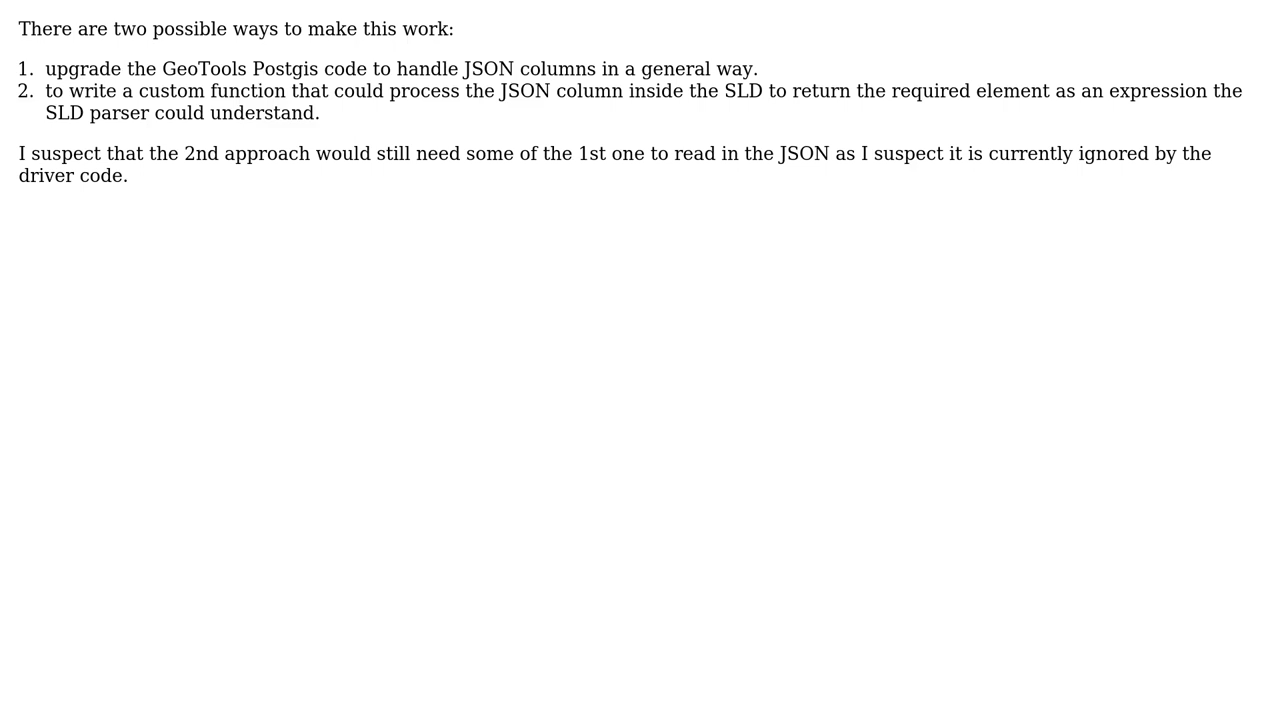 There are two possible ways to make this work:
1. upgrade the GeoTools Postgis code to handle JSON columns in a general way.
2. to write a custom function that could process the JSON column inside the SLD to return the required element as an expression the
SLD parser could understand.
I suspect that the 2nd approach would still need some of the 1st one to read in the JSON as I suspect it is currently ignored by the
driver code.